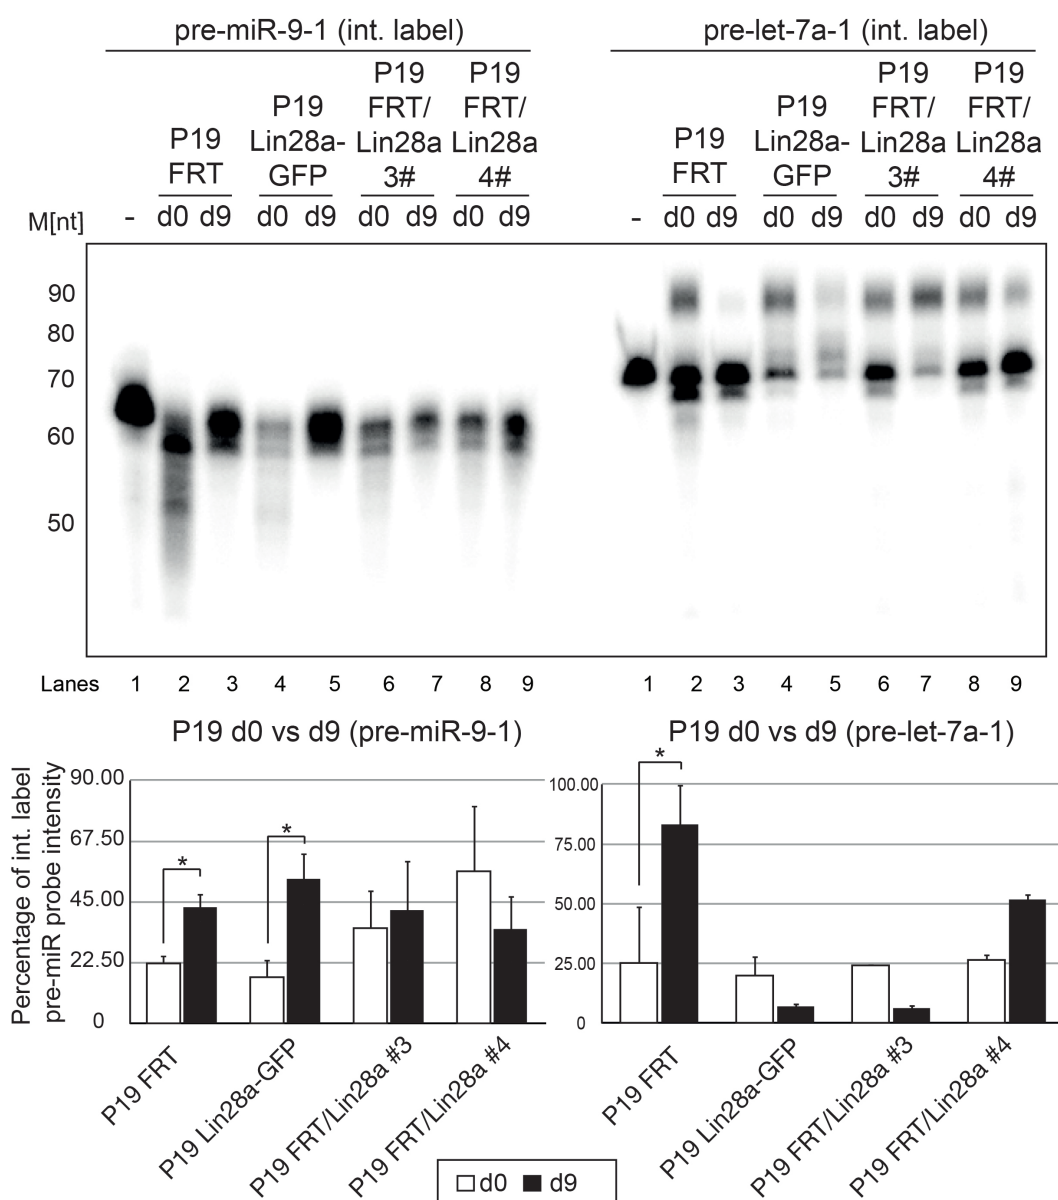 pre-miR-9-1 (int. label)
pre-let-7a-1 (int. label)
P19 FRT
P19 Lin28a-GFP
P19 FRT/ Lin28a 3#
P19 FRT/ Lin28a 4#
P19 FRT
P19 Lin28a-GFP
P19 FRT/ Lin28a 3#
P19 FRT/ Lin28a 4#
M[nt] - d0 d9 d0 d9 d0 d9 d0 d9 - d0 d9 d0 d9 d0 d9 d0 d9
90
80
70
60
50
Lanes 1 2 3 4 5 6 7 8 9 1 2 3 4 5 6 7 8 9
P19 d0 vs d9 (pre-miR-9-1)
P19 d0 vs d9 (pre-let-7a-1)
Percentage of int. label
pre-miR probe intensity
90.00
67.50
45.00
22.50
0
*
*
P19 FRT
P19 Lin28a-GFP
P19 FRT/Lin28a #3
P19 FRT/Lin28a #4
100.00
75.00
50.00
25.00
0
*
P19 FRT
P19 Lin28a-GFP
P19 FRT/Lin28a #3
P19 FRT/Lin28a #4
d0 d9